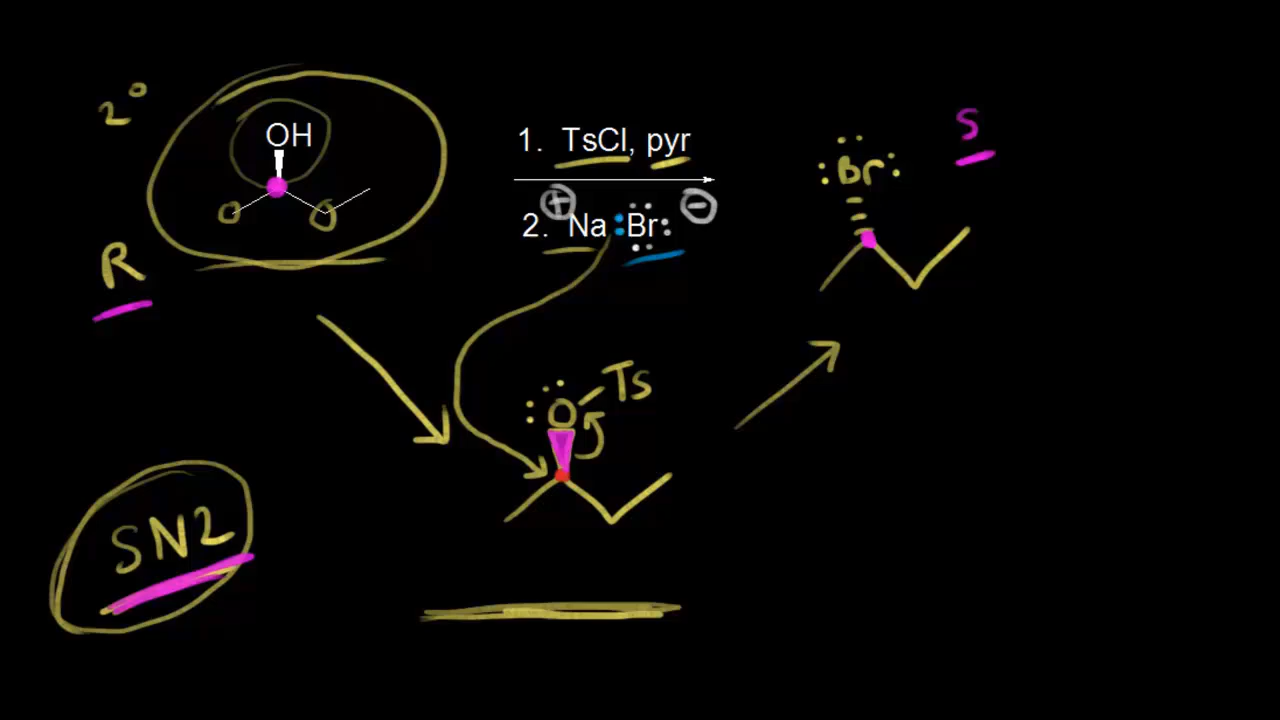 2°
OH
R
1. TsCl, pyr
⊕ ⊖
2. Na :Br:
O-Ts
:Br:
S
SN2